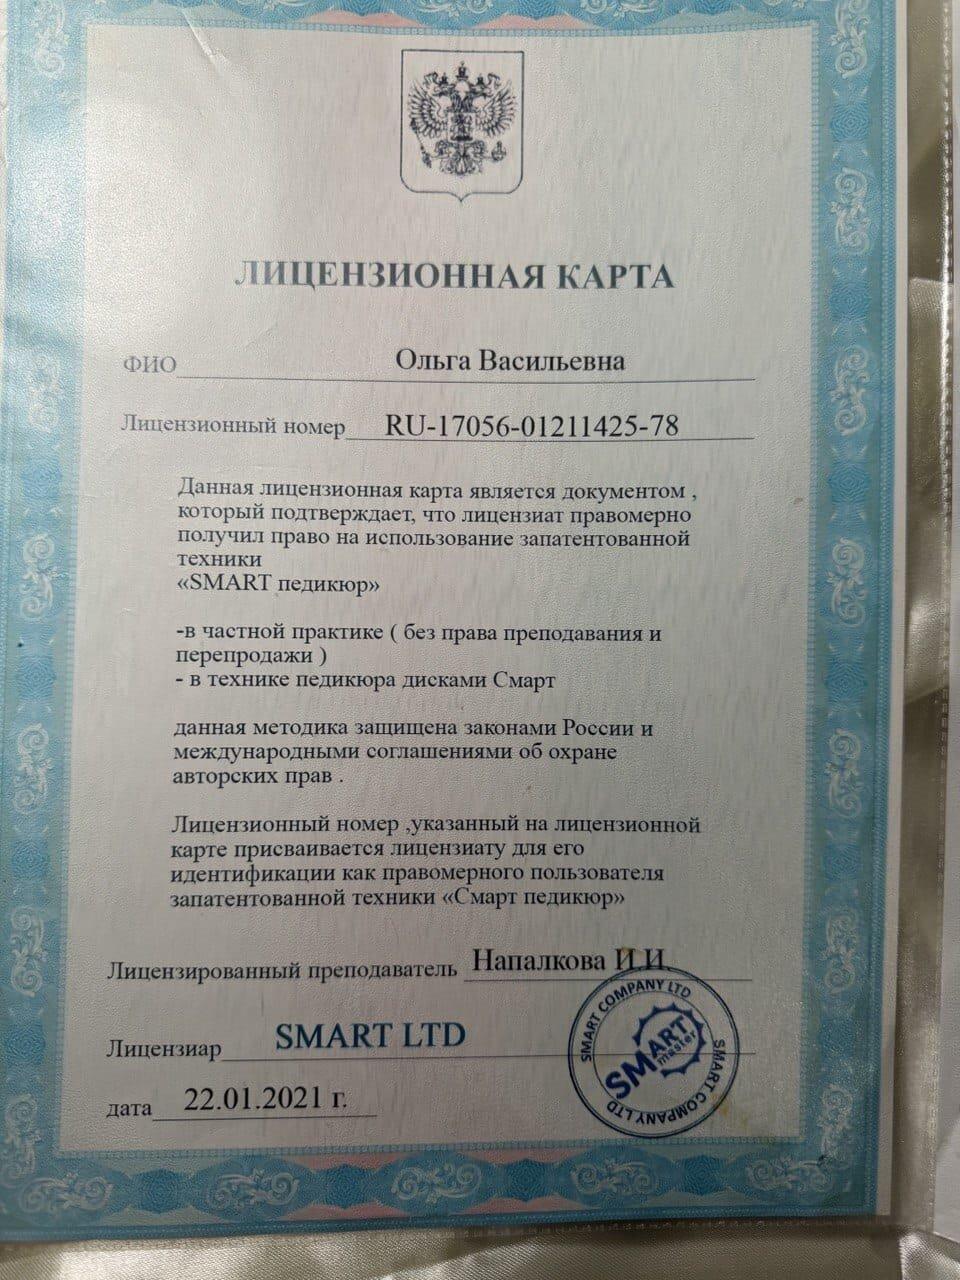 ЛИЦЕНЗИОННАЯ КАРТА
ФИО Ольга Васильевна
Лицензионный номер RU-17056-01211425-78
Данная лицензионная карта является документом ,
который подтверждает, что лицензиат правомерно
получил право на использование запатентованной
техники
«SMART педикюр»
-в частной практике ( без права преподавания и
перепродажи )
- в технике педикюра дисками Смарт
данная методика защищена законами России и
международными соглашениями об охране
авторских прав .
Лицензионный номер ,указанный на лицензионной
карте присваивается лицензиату для его
идентификации как правомерного пользователя
запатентованной техники «Смарт педикюр»
Лицензированный преподаватель Напалкова И.И.
SMART COMPANY LTD
SMART
master
SMART COMPANY LTD
Лицензиар SMART LTD
дата 22.01.2021 г.